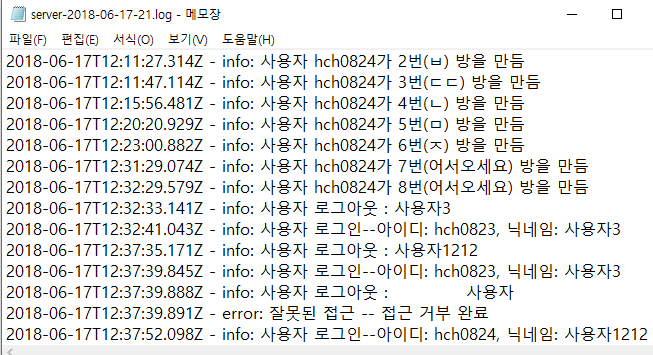 server-2018-06-17-21.log - 메모장
파일(F) 편집(E) 서식(O) 보기(V) 도움말(H)
2018-06-17T12:11:27.314Z - info: 사용자 hch0824가 2번(ㅂ) 방을 만듬
2018-06-17T12:11:47.114Z - info: 사용자 hch0824가 3번(ㄷㄷ) 방을 만듬
2018-06-17T12:15:56.481Z - info: 사용자 hch0824가 4번(ㄴ) 방을 만듬
2018-06-17T12:20:20.929Z - info: 사용자 hch0824가 5번(ㅁ) 방을 만듬
2018-06-17T12:23:00.882Z - info: 사용자 hch0824가 6번(ㅈ) 방을 만듬
2018-06-17T12:31:29.074Z - info: 사용자 hch0824가 7번(어서오세요) 방을 만듬
2018-06-17T12:32:29.579Z - info: 사용자 hch0824가 8번(어서오세요) 방을 만듬
2018-06-17T12:32:33.141Z - info: 사용자 로그아웃 : 사용자3
2018-06-17T12:32:41.043Z - info: 사용자 로그인--아이디: hch0823, 닉네임: 사용자3
2018-06-17T12:37:35.171Z - info: 사용자 로그아웃 : 사용자1212
2018-06-17T12:37:39.845Z - info: 사용자 로그인--아이디: hch0823, 닉네임: 사용자3
2018-06-17T12:37:39.888Z - info: 사용자 로그아웃 : 사용자
2018-06-17T12:37:39.891Z - error: 잘못된 접근 -- 접근 거부 완료
2018-06-17T12:37:52.098Z - info: 사용자 로그인--아이디: hch0824, 닉네임: 사용자1212